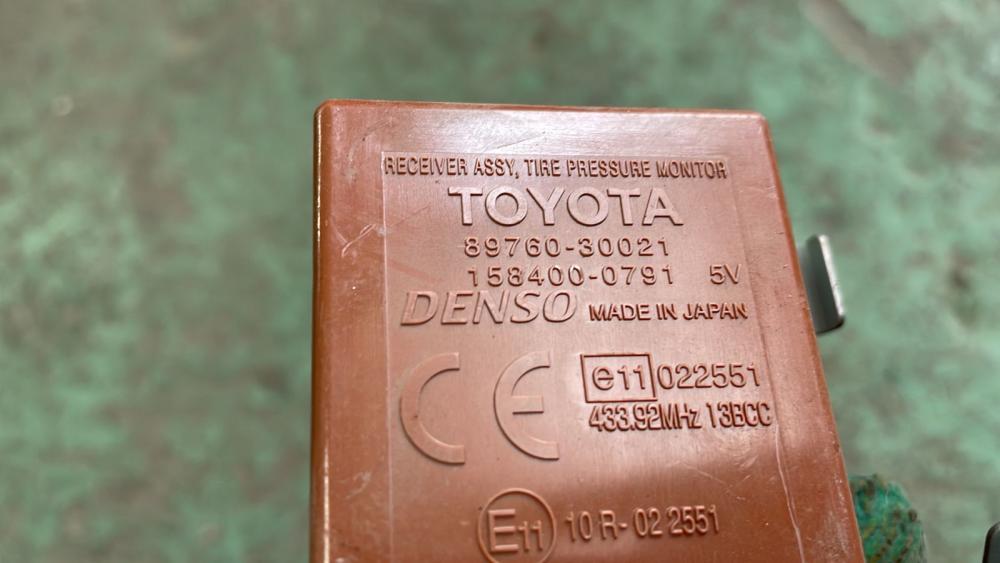 RECEIVER ASSY, TIRE PRESSURE MONITOR
TOYOTA
89760-30021
158400-0791 5V
DENSO MADE IN JAPAN
CE e11 022551
433.92MHz 13BCC
E11 10 R-02 2551